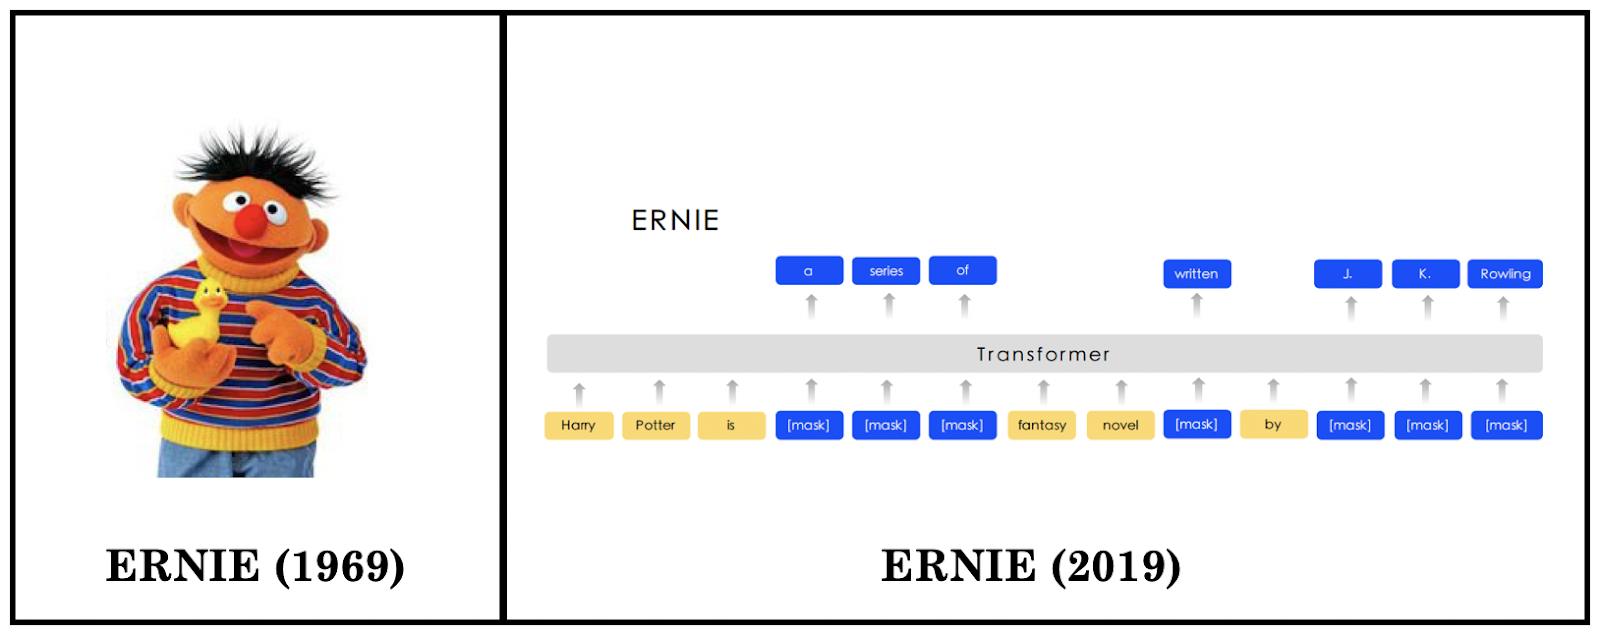 ERNIE
a series of written J. K. Rowling
Transformer
Harry Potter is [mask] [mask] [mask] fantasy novel [mask] by [mask] [mask] [mask]
ERNIE (1969)
ERNIE (2019)